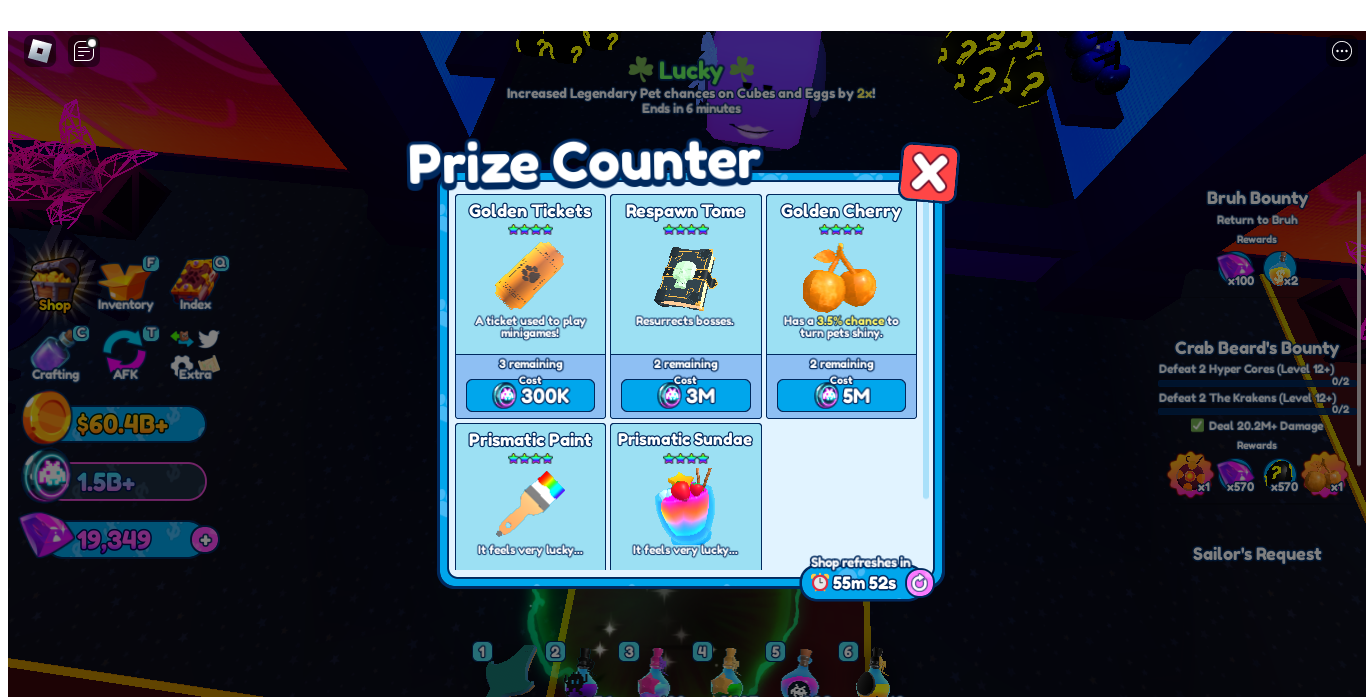 Lucky
Increased Legendary Pet chances on Cubes and Eggs by 2x!
Ends in 6 minutes
Prize Counter
Golden Tickets
A ticket used to play
minigames!
3 remaining
Cost
300K
Respawn Tome
Resurrects bosses.
2 remaining
Cost
3M
Golden Cherry
Has a 3.5% chance to
turn pets shiny.
2 remaining
Cost
5M
Prismatic Paint
It feels very lucky...
Prismatic Sundae
It feels very lucky...
Shop refreshes in
55m 52s
Shop
F
Inventory
Q
Index
C
Crafting
T
AFK
Extra
$60.4B+
1.5B+
19,349
+
Bruh Bounty
Return to Bruh
Rewards
x100
x2
Crab Beard's Bounty
Defeat 2 Hyper Cores (Level 12+)
0/2
Defeat 2 The Krakens (Level 12+)
0/2
✅ Deal 20.2M+ Damage
Rewards
x1
x570
x570
x1
Sailor's Request
1
2
3
4
5
6